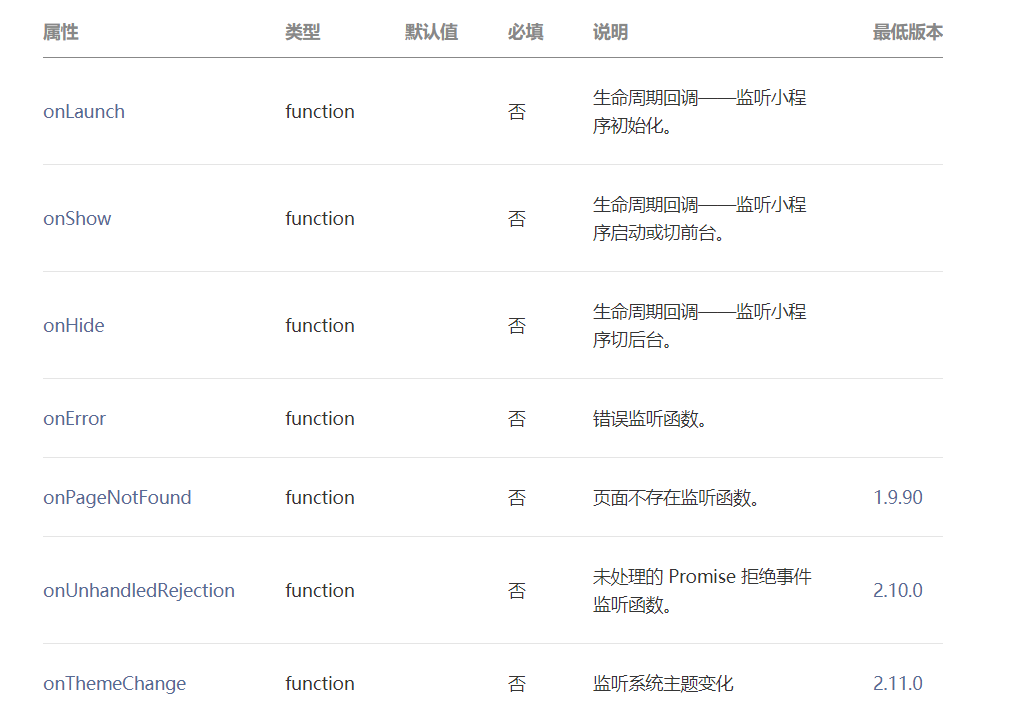 属性 类型 默认值 必填 说明 最低版本
onLaunch function 否 生命周期回调——监听小程
序初始化。
onShow function 否 生命周期回调——监听小程
序启动或切前台。
onHide function 否 生命周期回调——监听小程
序切后台。
onError function 否 错误监听函数。
onPageNotFound function 否 页面不存在监听函数。 1.9.90
onUnhandledRejection function 否 未处理的 Promise 拒绝事件 2.10.0
监听函数。
onThemeChange function 否 监听系统主题变化 2.11.0